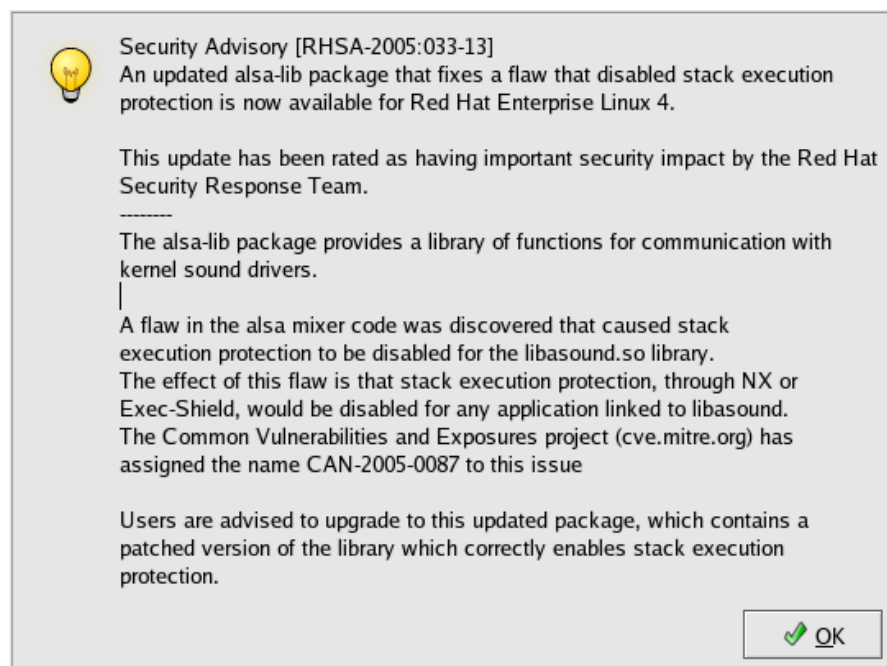 Security Advisory [RHSA-2005:033-13]
An updated alsa-lib package that fixes a flaw that disabled stack execution
protection is now available for Red Hat Enterprise Linux 4.
This update has been rated as having important security impact by the Red Hat
Security Response Team.
--------
The alsa-lib package provides a library of functions for communication with
kernel sound drivers.
A flaw in the alsa mixer code was discovered that caused stack
execution protection to be disabled for the libasound.so library.
The effect of this flaw is that stack execution protection, through NX or
Exec-Shield, would be disabled for any application linked to libasound.
The Common Vulnerabilities and Exposures project (cve.mitre.org) has
assigned the name CAN-2005-0087 to this issue
Users are advised to upgrade to this updated package, which contains a
patched version of the library which correctly enables stack execution
protection.
OK